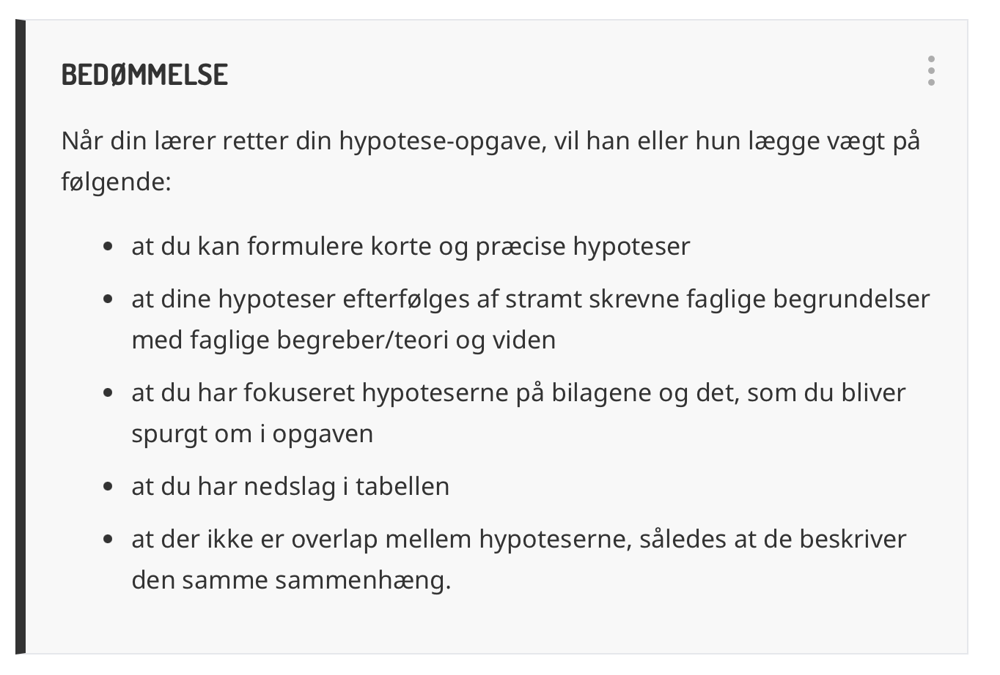 BEDØMMELSE
Når din lærer retter din hypotese-opgave, vil han eller hun lægge vægt på
følgende:
• at du kan formulere korte og præcise hypoteser
• at dine hypoteser efterfølges af stramt skrevne faglige begrundelser
med faglige begreber/teori og viden
• at du har fokuseret hypoteserne på bilagene og det, som du bliver
spurgt om i opgaven
• at du har nedslag i tabellen
• at der ikke er overlap mellem hypoteserne, således at de beskriver
den samme sammenhæng.